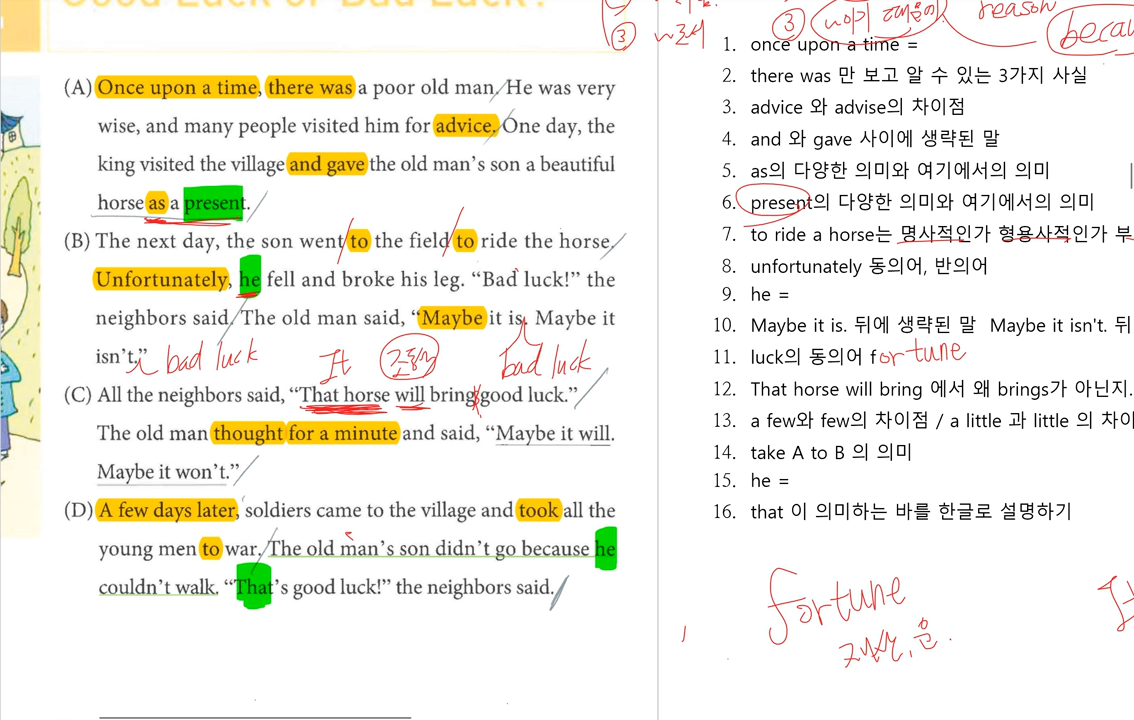 Good Luck or Bad Luck?
(A) Once upon a time, there was a poor old man. He was very
wise, and many people visited him for advice. One day, the
king visited the village and gave the old man's son a beautiful
horse as a present.
(B) The next day, the son went to the field to ride the horse.
Unfortunately, he fell and broke his leg. “Bad luck!” the
neighbors said. The old man said, “Maybe it is. Maybe it
isn't.”
bad luck
It
조동사
bad luck
(C) All the neighbors said, “That horse will bring good luck.”
The old man thought for a minute and said, “Maybe it will.
Maybe it won't.”
(D) A few days later, soldiers came to the village and took all the
young men to war. The old man's son didn't go because he
couldn't walk. “That's good luck!” the neighbors said.
③
③ 이기 때문에
reason
becau
1. once upon a time =
2. there was 만 보고 알 수 있는 3가지 사실
3. advice 와 advise의 차이점
4. and 와 gave 사이에 생략된 말
5. as의 다양한 의미와 여기에서의 의미
6. present의 다양한 의미와 여기에서의 의미
7. to ride a horse는 명사적인가 형용사적인가 부
8. unfortunately 동의어, 반의어
9. he =
10. Maybe it is. 뒤에 생략된 말 Maybe it isn't. 뒤
11. luck의 동의어 fortune
12. That horse will bring 에서 왜 brings가 아닌지.
13. a few와 few의 차이점 / a little 과 little 의 차이
14. take A to B 의 의미
15. he =
16. that 이 의미하는 바를 한글로 설명하기
fortune
재산, 운